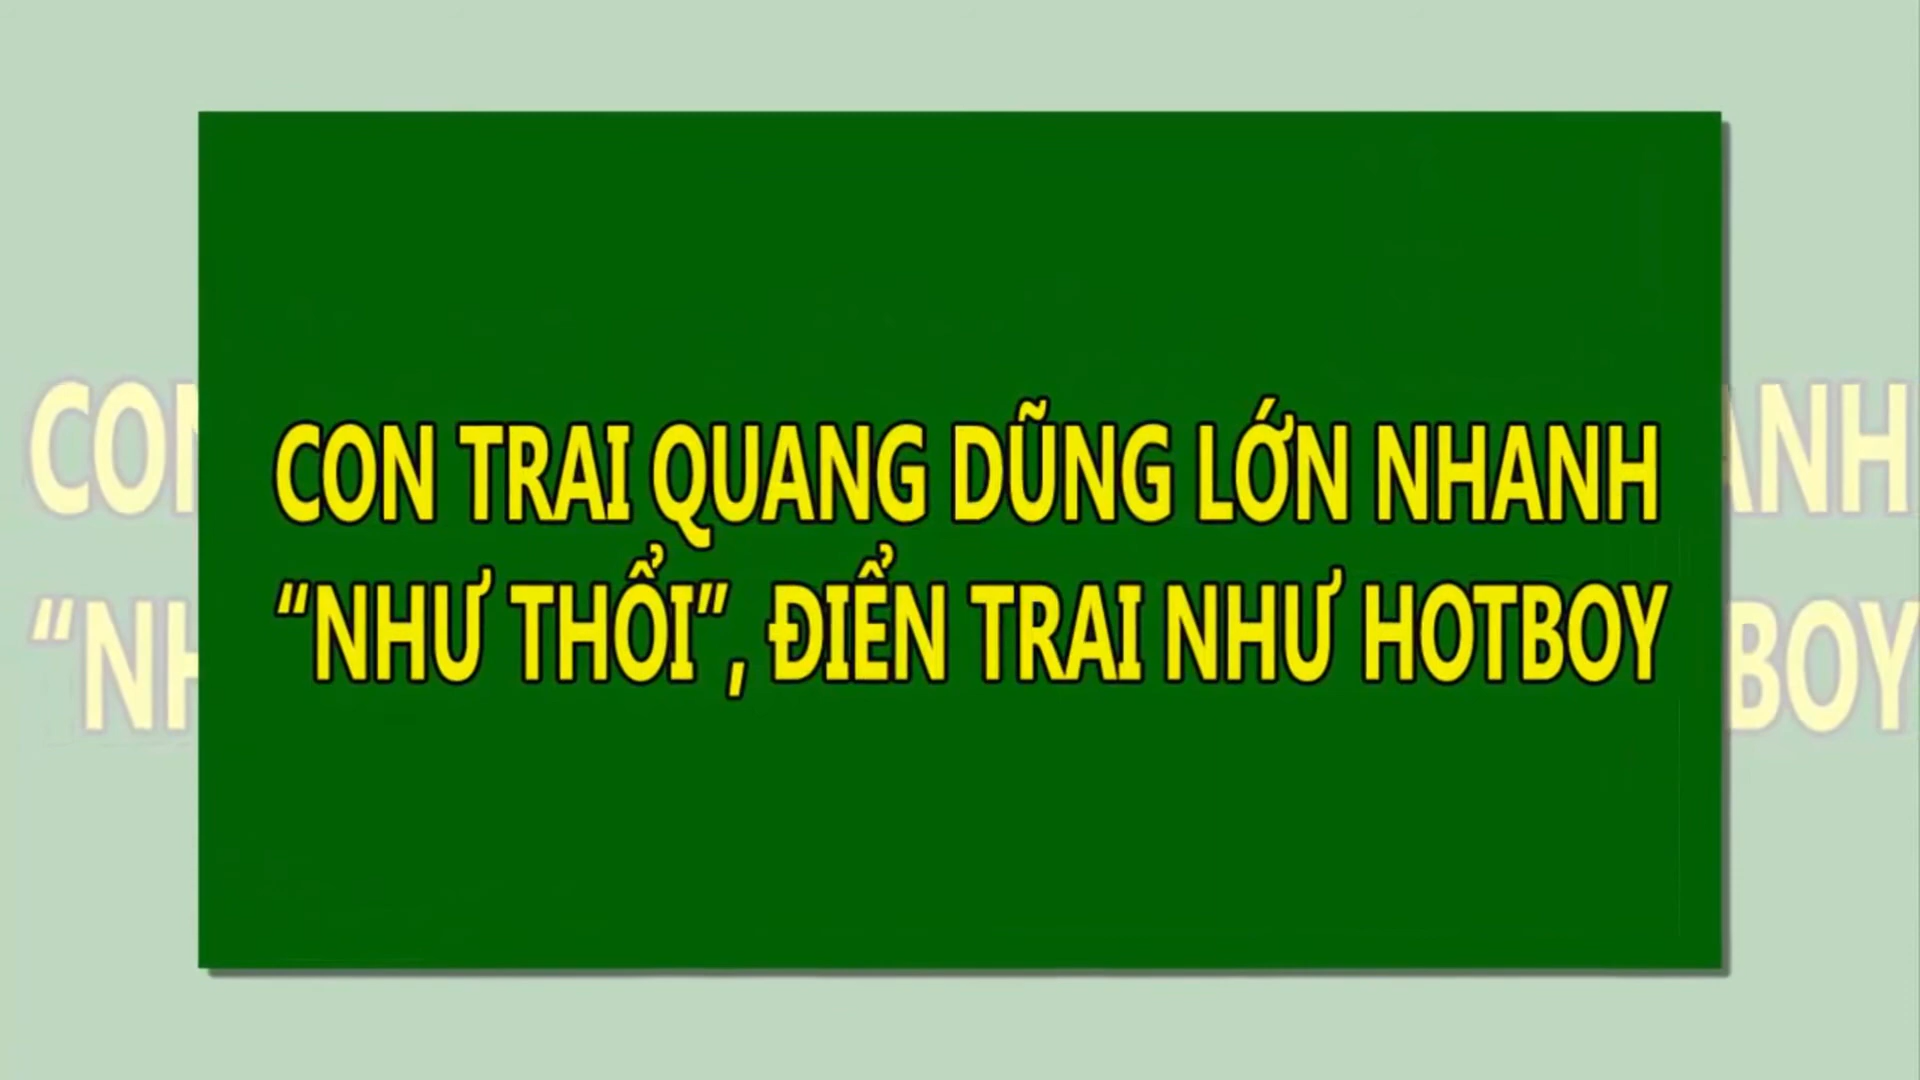 CON TRAI QUANG DŨNG LỚN NHANH
“NHƯ THỔI”, ĐIỂN TRAI NHƯ HOTBOY